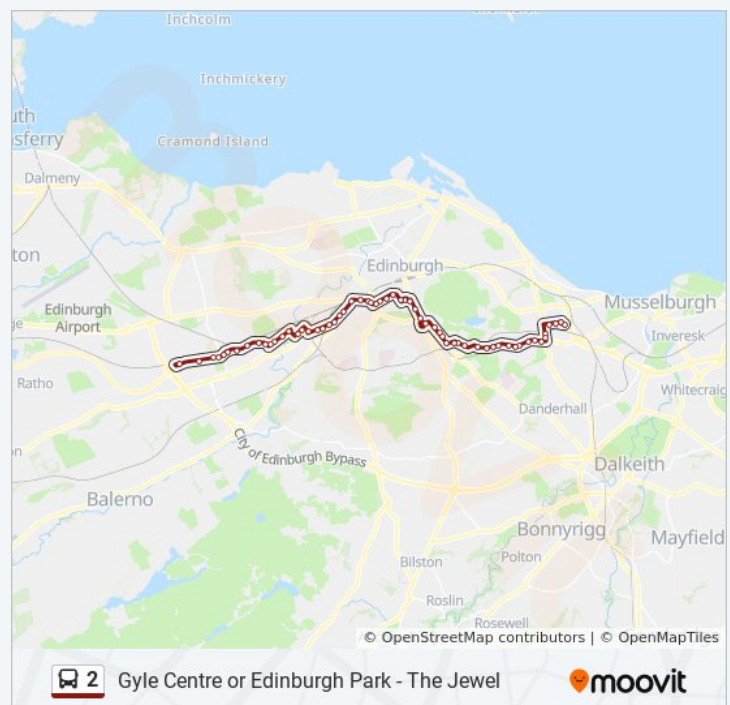 Inchcolm
Inchmickery
uth
sferry
Cramond Island
Dalmeny
ton
Edinburgh
Edinburgh
Airport
Musselburgh
ge
Inveresk
Ratho
Whitecraig
Danderhall
on
City of Edinburgh Bypass
Dalkeith
Balerno
Bonnyrigg
Mayfield
Polton
Bilston
Roslin
Rosewell
© OpenStreetMap contributors | © OpenMapTiles
2 Gyle Centre or Edinburgh Park - The Jewel
moovit